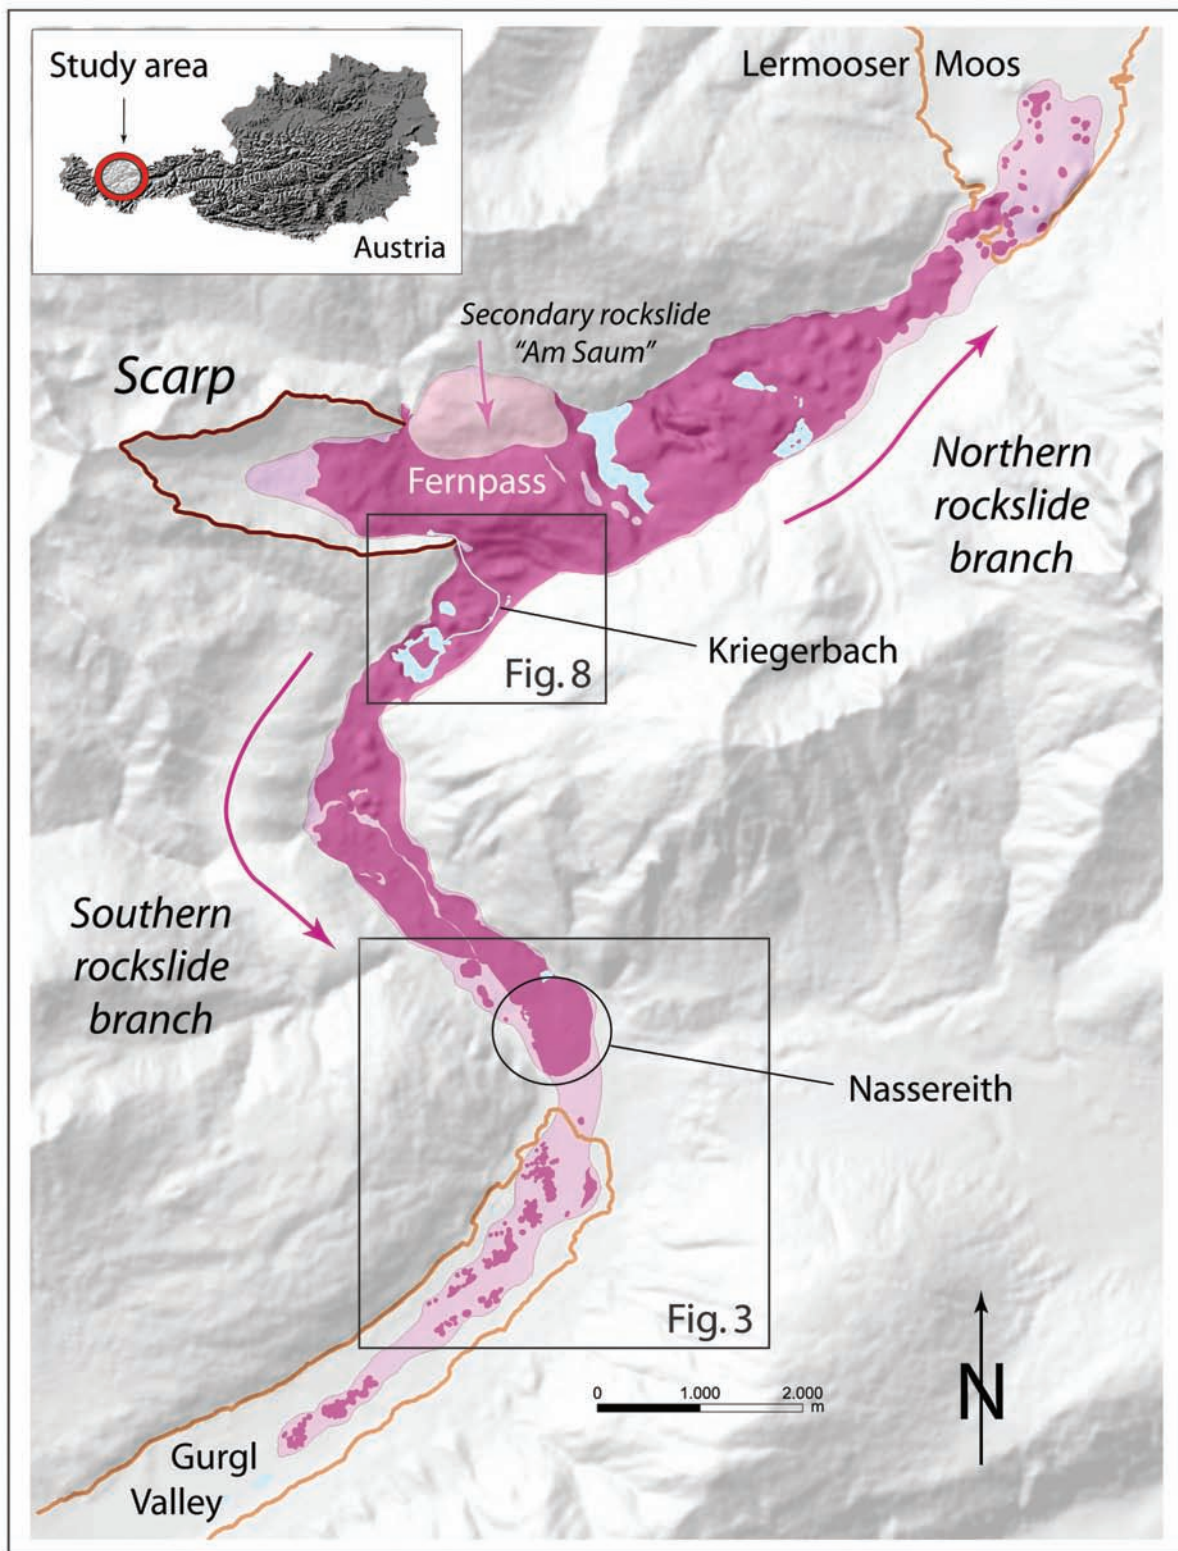 Study area
Austria
Lermooser Moos
Secondary rockslide
"Am Saum"
Scarp
Fernpass
Northern
rockslide
branch
Kriegerbach
Fig. 8
Southern
rockslide
branch
Nassereith
Fig. 3
0 1.000 2.000
m
N
Gurgl
Valley